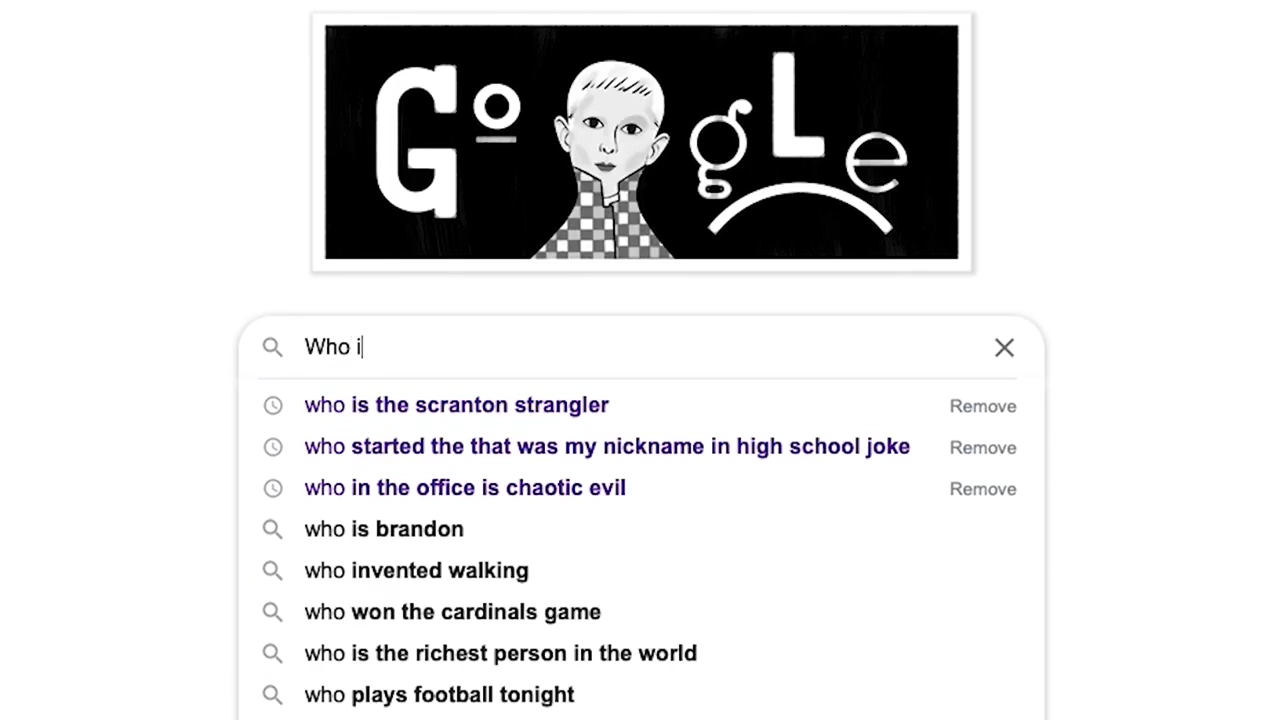 GogLe
Who i
who is the scranton strangler Remove
who started the that was my nickname in high school joke Remove
who in the office is chaotic evil Remove
who is brandon
who invented walking
who won the cardinals game
who is the richest person in the world
who plays football tonight